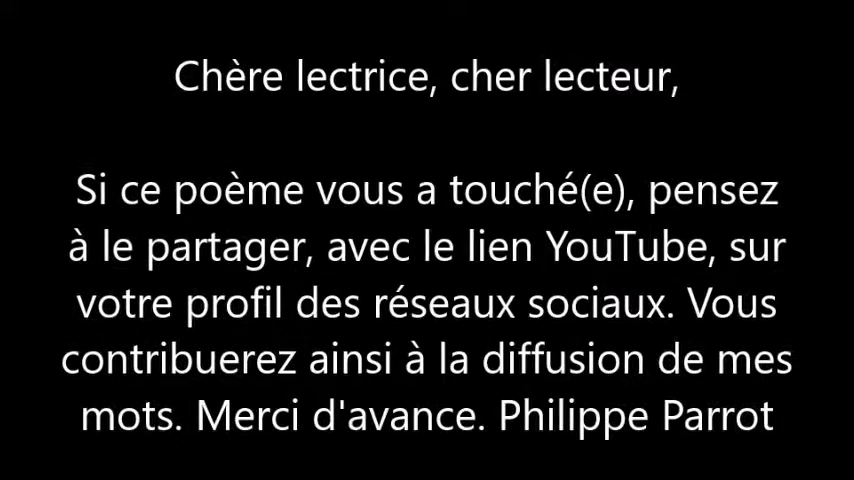 Chère lectrice, cher lecteur,
Si ce poème vous a touché(e), pensez
à le partager, avec le lien YouTube, sur
votre profil des réseaux sociaux. Vous
contribuerez ainsi à la diffusion de mes
mots. Merci d'avance. Philippe Parrot